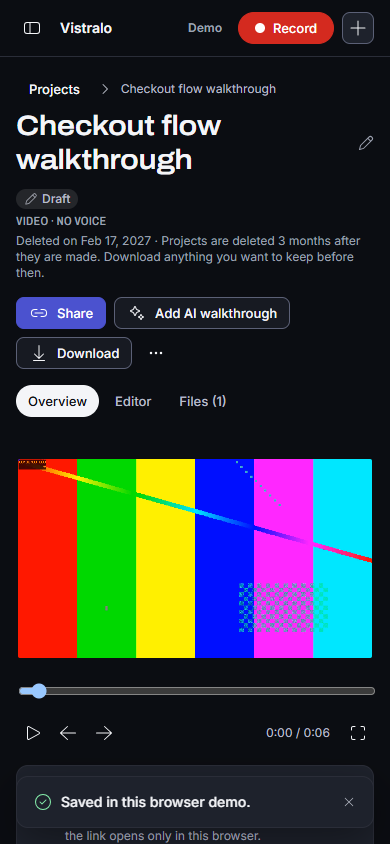 Vistralo
Demo
Record
Projects
Checkout flow walkthrough
Checkout flow
walkthrough
Draft
VIDEO · NO VOICE
Deleted on Feb 17, 2027 · Projects are deleted 3 months after
they are made. Download anything you want to keep before
then.
Share
Add AI walkthrough
Download
Overview
Editor
Files (1)
0:00 / 0:06
Saved in this browser demo.
the link opens only in this browser.